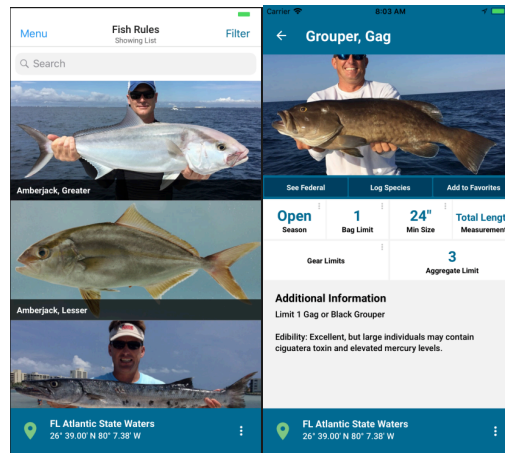 Menu
Fish Rules
Showing List
Filter
Search
Amberjack, Greater
Amberjack, Lesser
FL Atlantic State Waters
26° 39.00' N 80° 7.38' W
Carrier
8:03 AM
Grouper, Gag
See Federal
Log Species
Add to Favorites
Open
Season
1
Bag Limit
24"
Min Size
Total Lengt
Measurement
Gear Limits
3
Aggregate Limit
Additional Information
Limit 1 Gag or Black Grouper
Edibility: Excellent, but large individuals may contain
ciguatera toxin and elevated mercury levels.
FL Atlantic State Waters
26° 39.00' N 80° 7.38' W